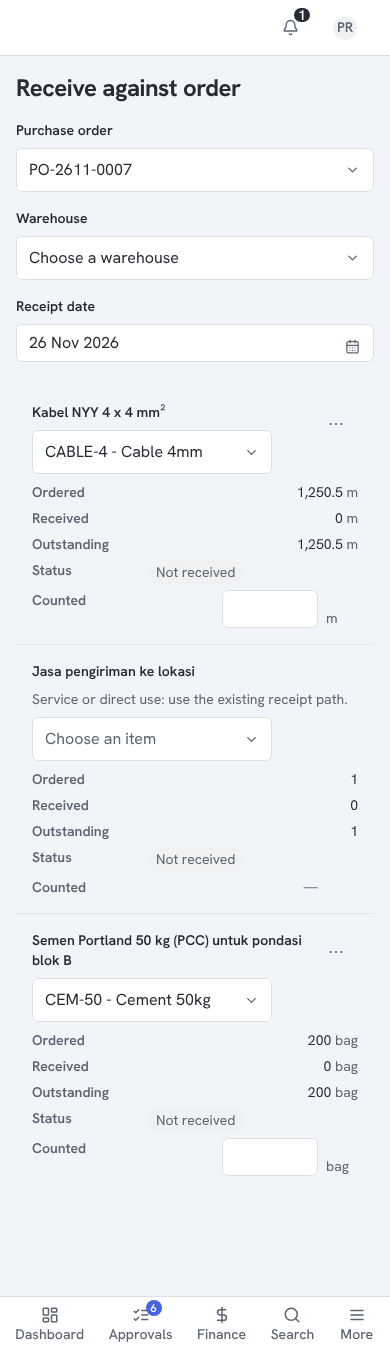 1
PR
Receive against order
Purchase order
PO-2611-0007
Warehouse
Choose a warehouse
Receipt date
26 Nov 2026
Kabel NYY 4 x 4 mm²
...
CABLE-4 - Cable 4mm
Ordered 1,250.5 m
Received 0 m
Outstanding 1,250.5 m
Status Not received
Counted m
Jasa pengiriman ke lokasi
Service or direct use: use the existing receipt path.
Choose an item
Ordered 1
Received 0
Outstanding 1
Status Not received
Counted —
Semen Portland 50 kg (PCC) untuk pondasi
blok B
...
CEM-50 - Cement 50kg
Ordered 200 bag
Received 0 bag
Outstanding 200 bag
Status Not received
Counted bag
6
Dashboard Approvals Finance Search More